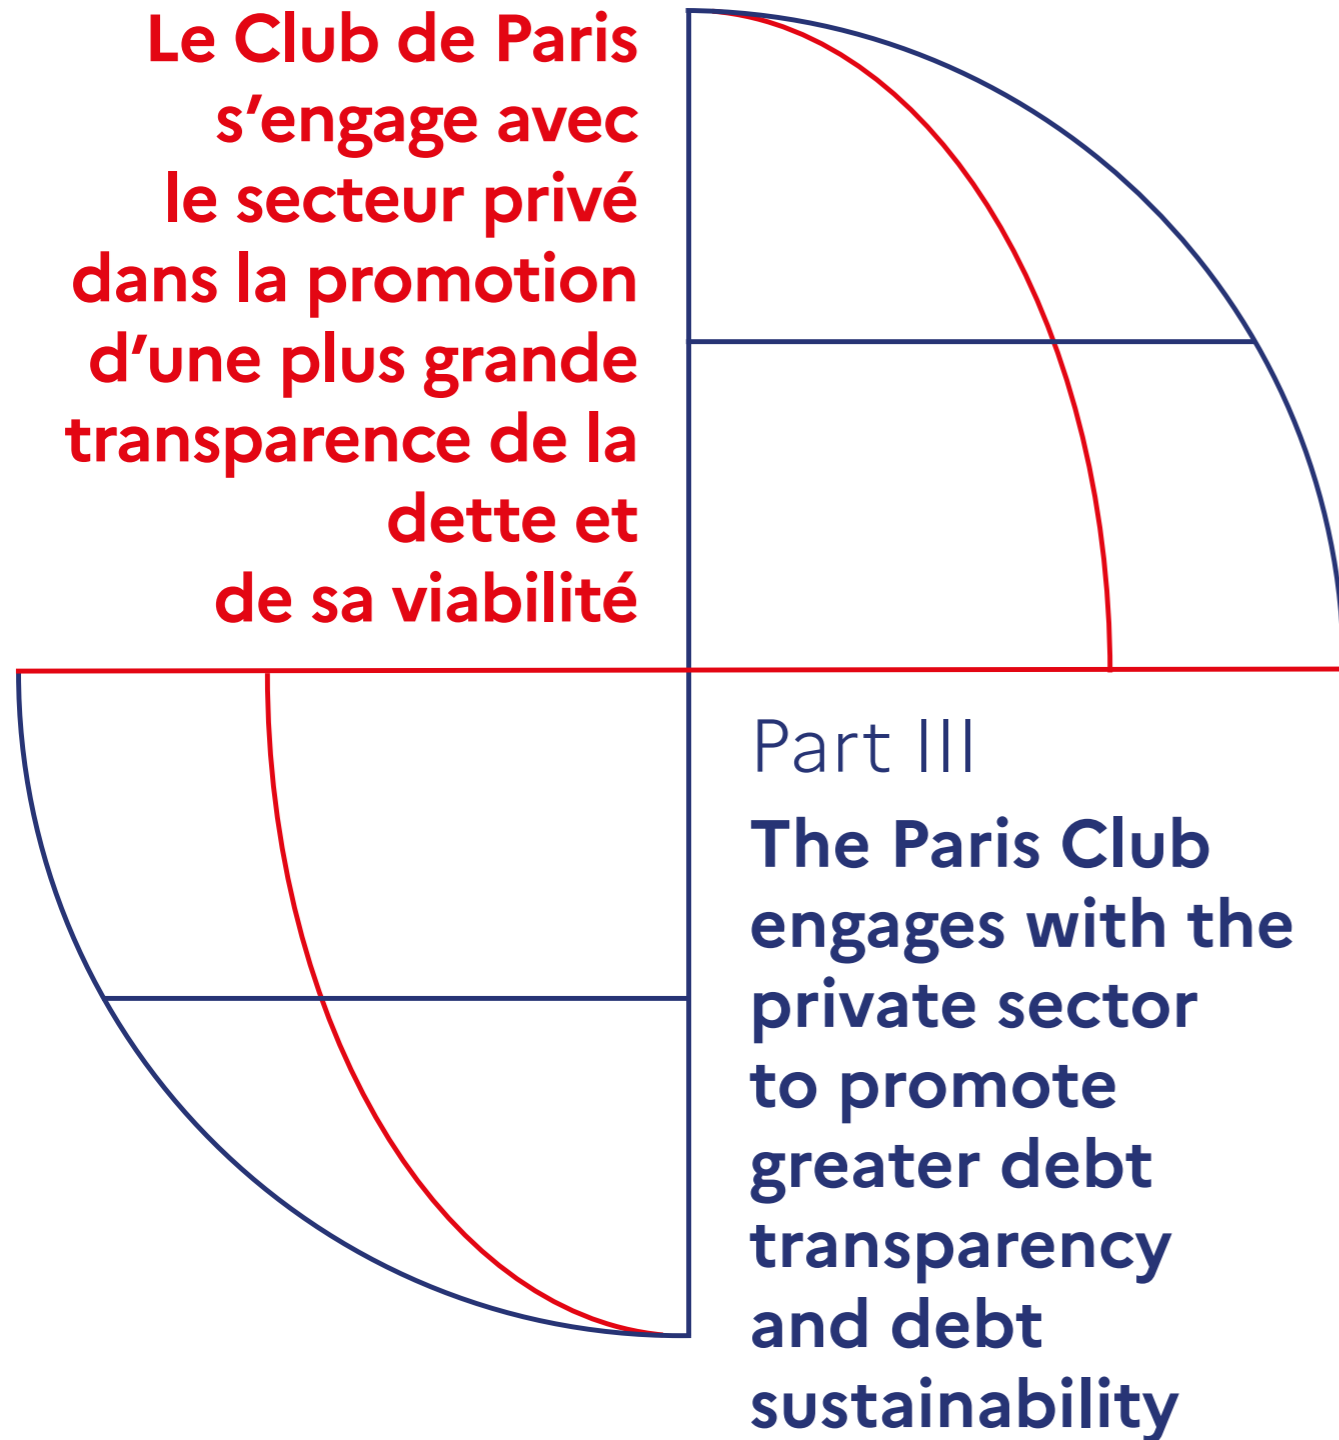 Le Club de Paris
s’engage avec
le secteur privé
dans la promotion
d’une plus grande
transparence de la
dette et
de sa viabilité
Part III
The Paris Club
engages with the
private sector
to promote
greater debt
transparency
and debt
sustainability